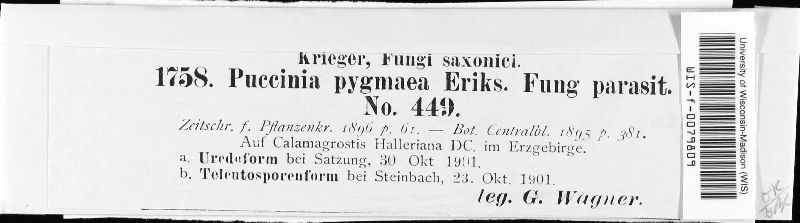 Krieger, Fungi saxonici.
1758. Puccinia pygmaea Eriks. Fung parasit.
No. 449.
Zeitschr. f. Pflanzenkr. 1896 p. 61. — Bot. Centralbl. 1895 p. 381.
Auf Calamagrostis Halleriana DC. im Erzgebirge.
a. Uredoform bei Satzung, 30 Okt 1901.
b. Teleutosporenform bei Steinbach, 23. Okt. 1901.
leg. G. Wagner.
University of Wisconsin-Madison (WIS)
WIS-f-0079809